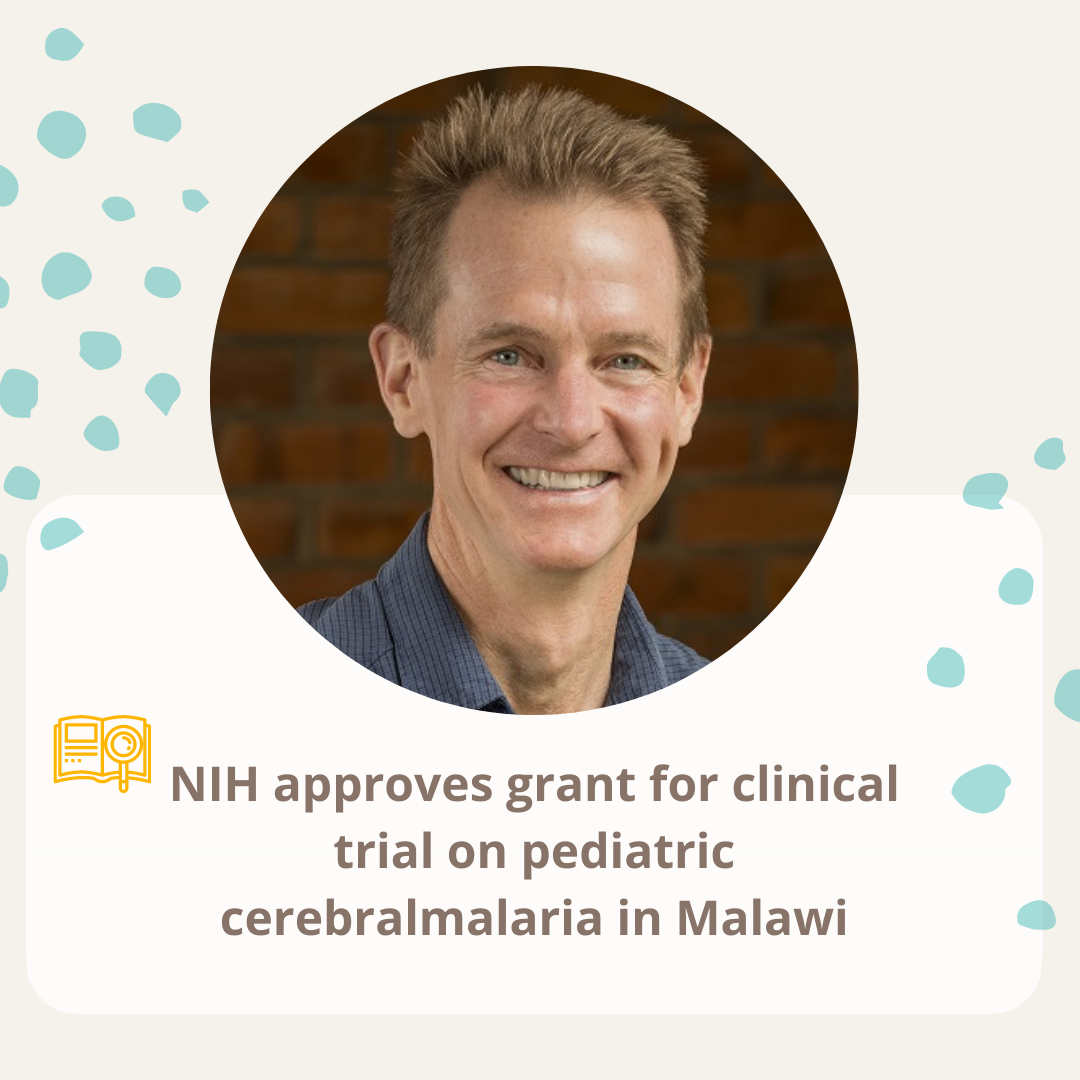 NIH approves grant for clinical
trial on pediatric
cerebralmalaria in Malawi